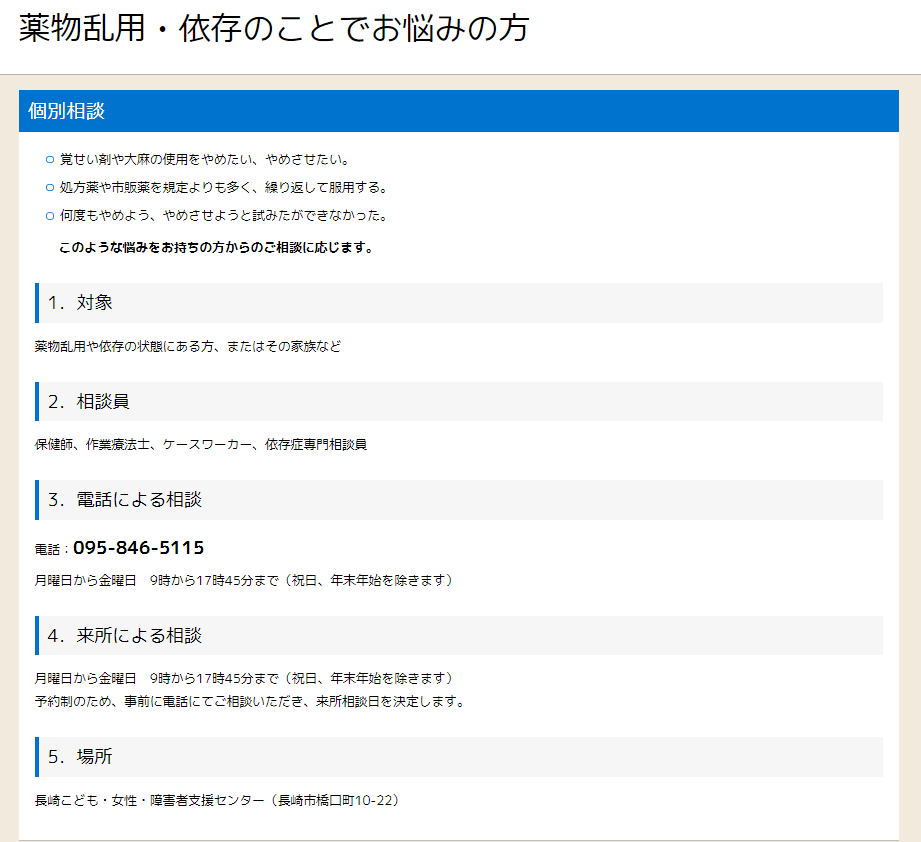 薬物乱用・依存のことでお悩みの方
個別相談
覚せい剤や大麻の使用をやめたい、やめさせたい。
処方薬や市販薬を規定よりも多く、繰り返して服用する。
何度もやめよう、やめさせようと試みたができなかった。
このような悩みをお持ちの方からのご相談に応じます。
1．対象
薬物乱用や依存の状態にある方、またはその家族など
2．相談員
保健師、作業療法士、ケースワーカー、依存症専門相談員
3．電話による相談
電話：095-846-5115
月曜日から金曜日　9時から17時45分まで（祝日、年末年始を除きます）
4．来所による相談
月曜日から金曜日　9時から17時45分まで（祝日、年末年始を除きます）
予約制のため、事前に電話にてご相談いただき、来所相談日を決定します。
5．場所
長崎こども・女性・障害者支援センター（長崎市橋口町10-22）